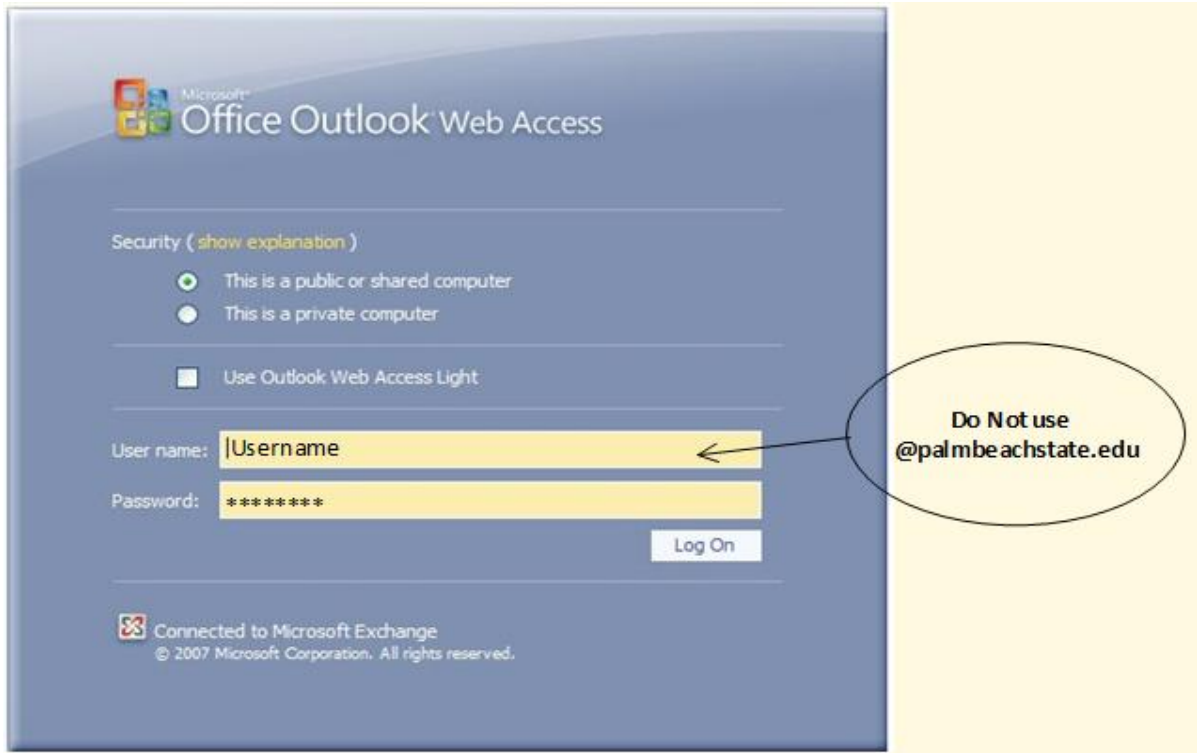 Microsoft®
Office Outlook Web Access
Security ( show explanation )
This is a public or shared computer
This is a private computer
Use Outlook Web Access Light
User name: |Username
Password: ********
Log On
Connected to Microsoft Exchange
© 2007 Microsoft Corporation. All rights reserved.
Do Not use
@palmbeachstate.edu